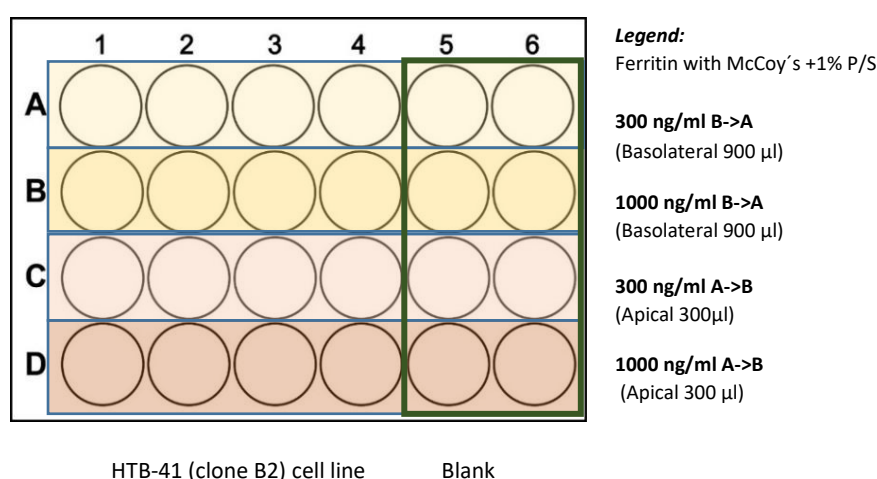 1 2 3 4 5 6
A
B
C
D
Legend:
Ferritin with McCoy´s +1% P/S
300 ng/ml B->A
(Basolateral 900 µl)
1000 ng/ml B->A
(Basolateral 900 µl)
300 ng/ml A->B
(Apical 300µl)
1000 ng/ml A->B
(Apical 300 µl)
HTB-41 (clone B2) cell line Blank